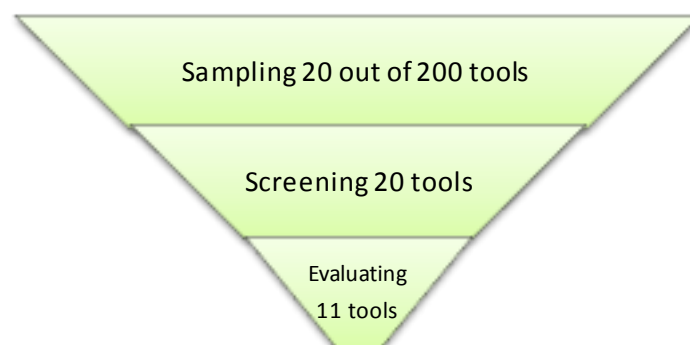 Sampling 20 out of 200 tools
Screening 20 tools
Evaluating
11 tools